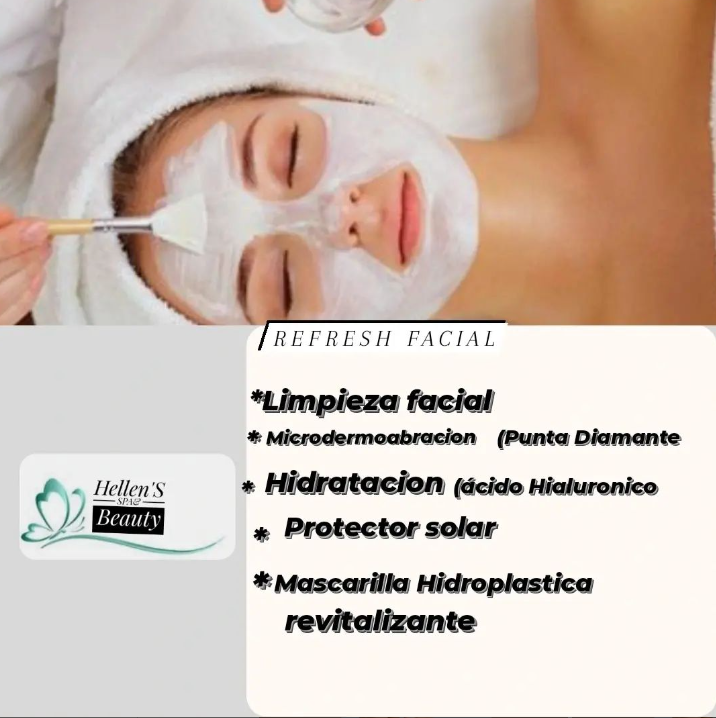 REFRESH FACIAL
*Limpieza facial
* Microdermoabracion (Punta Diamante
* Hidratacion (ácido Hialuronico
* Protector solar
*Mascarilla Hidroplastica
revitalizante
Hellen'S
SPA&
Beauty